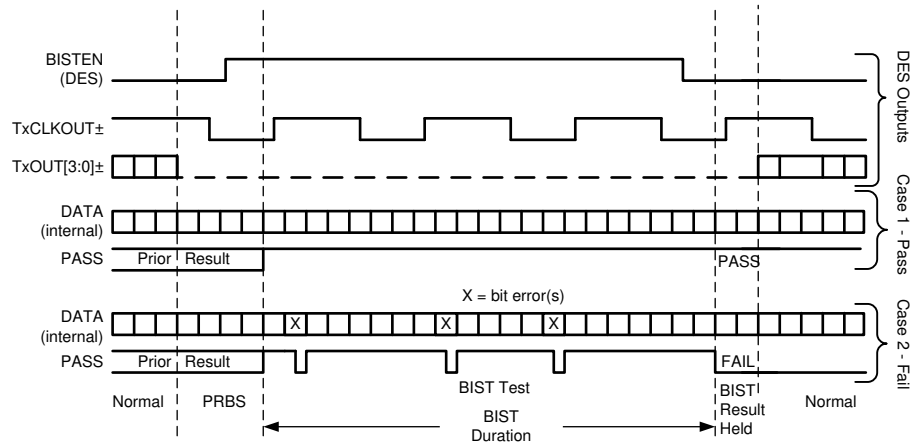 BISTEN
(DES)
TxCLKOUT±
TxOUT[3:0]±
DES Outputs
DATA
(internal)
PASS
Prior
Result
PASS
Case 1 - Pass
X = bit error(s)
DATA
(internal)
X
X
X
PASS
Prior
Result
FAIL
Case 2 - Fail
Normal
PRBS
BIST Test
BIST
Duration
BIST
Result
Held
Normal